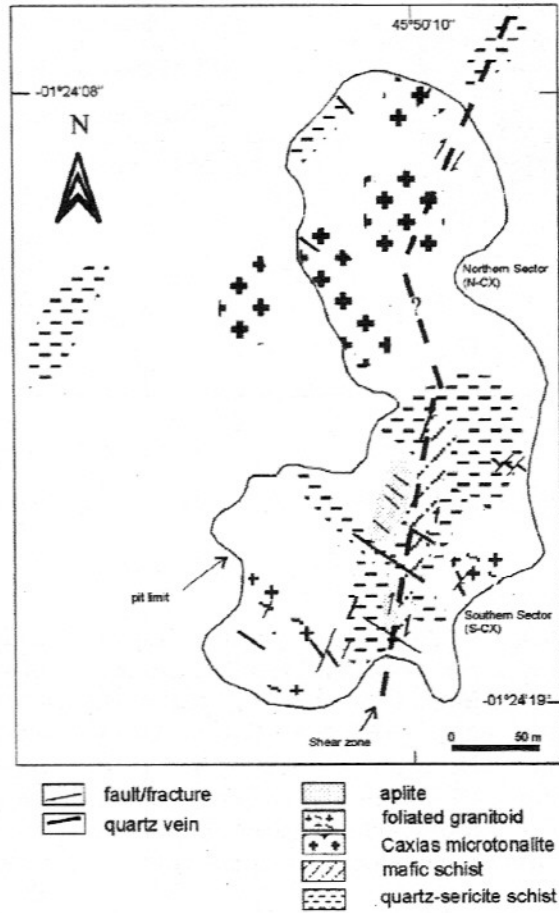 45°50'10"
-01°24'08"
N
Northern Sector
(N-CX)
?
pit limit
Southern Sector
(S-CX)
-01°24'19"
Shear zone
0 50 m
fault/fracture
quartz vein
aplite
foliated granitoid
Caxias microtonalite
mafic schist
quartz-sericite schist